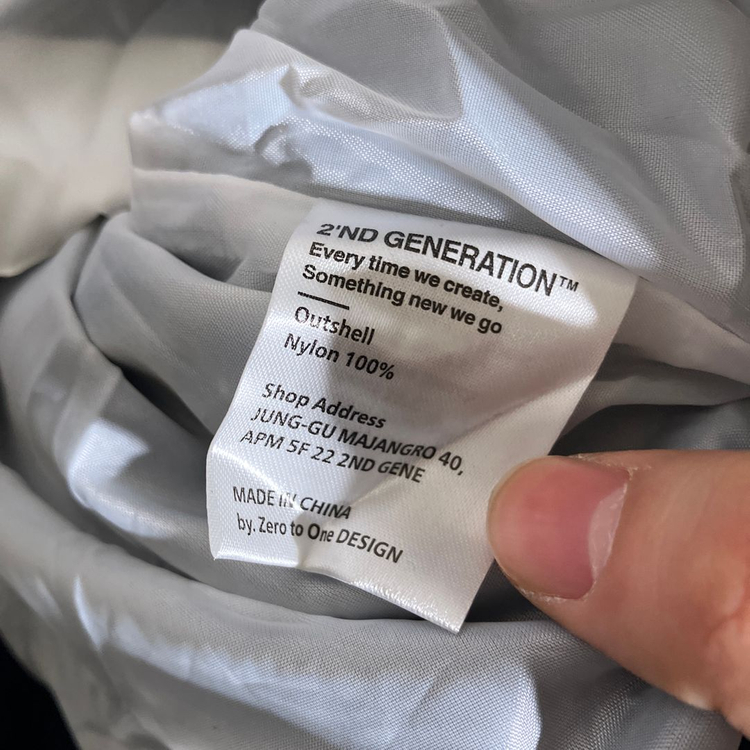 2'ND GENERATION™
Every time we create,
Something new we go
Outshell
Nylon 100%
Shop Address
JUNG-GU MAJANGRO 40,
APM 5F 22 2ND GENE
MADE IN CHINA
by. Zero to One DESIGN